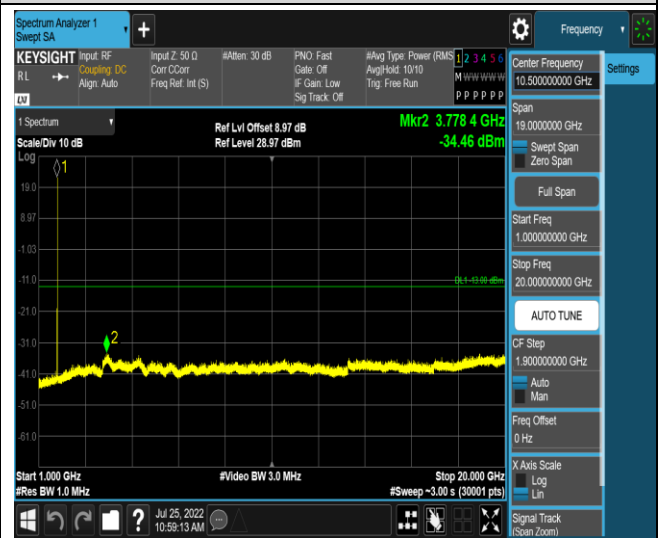 Spectrum Analyzer 1
Swept SA
+
Frequency
KEYSIGHT
RL
LXI
Input: RF
Coupling: DC
Align: Auto
Input Z: 50 Ω
Corr CCorr
Freq Ref: Int (S)
#Atten: 30 dB
PNO: Fast
Gate: Off
IF Gain: Low
Sig Track: Off
#Avg Type: Power (RMS
Avg|Hold: 10/10
Trig: Free Run
1 2 3 4 5 6
M W W W W W
P P P P P P
1 Spectrum
Scale/Div 10 dB
Log
Ref Lvl Offset 8.97 dB
Ref Level 28.97 dBm
Mkr2 3.778 4 GHz
-34.46 dBm
1
19.0
8.97
-1.03
-11.0
DL1 -13.00 dBm
-21.0
-31.0
2
-41.0
-51.0
-61.0
Start 1.000 GHz
#Res BW 1.0 MHz
#Video BW 3.0 MHz
Stop 20.000 GHz
#Sweep ~3.00 s (30001 pts)
?
Jul 25, 2022
10:59:13 AM
Center Frequency
10.500000000 GHz
Span
19.0000000 GHz
Swept Span
Zero Span
Full Span
Start Freq
1.000000000 GHz
Stop Freq
20.000000000 GHz
AUTO TUNE
CF Step
1.900000000 GHz
Auto
Man
Freq Offset
0 Hz
X Axis Scale
Log
Lin
Signal Track
(Span Zoom)
Settings